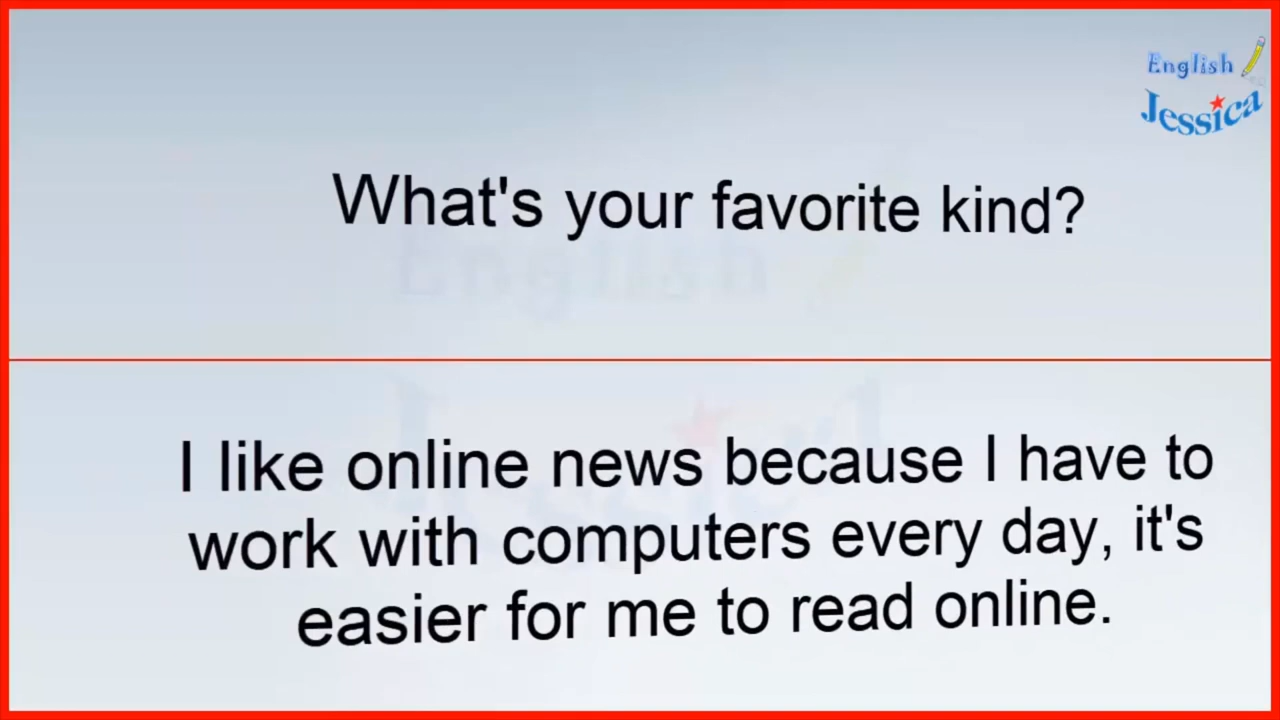 English
Jessica
What's your favorite kind?
English
I like online news because I have to
work with computers every day, it's
easier for me to read online.